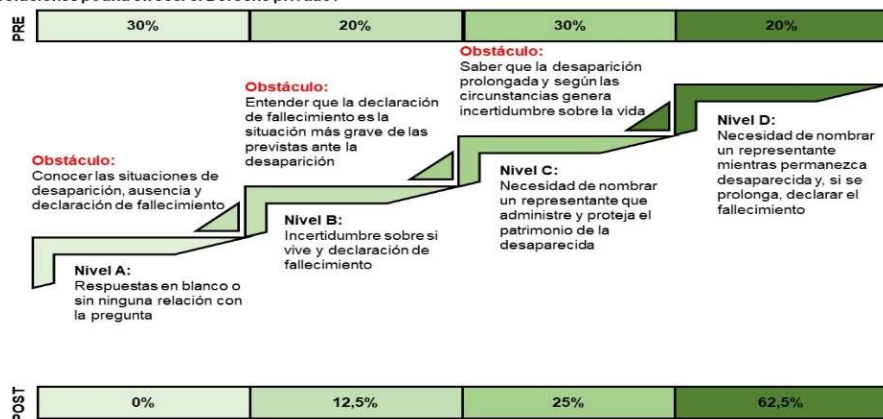 PRE
30%
20%
30%
20%
Obstáculo:
Conocer las situaciones de
desaparición, ausencia y
declaración de fallecimiento
Nivel A:
Respuestas en blanco o
sin ninguna relación con
la pregunta
Obstáculo:
Entender que la declaración
de fallecimiento es la
situación más grave de las
previstas ante la
desaparición
Nivel B:
Incertidumbre sobre si
vive y declaración de
fallecimiento
Obstáculo:
Saber que la desaparición
prolongada y según las
circunstancias genera
incertidumbre sobre la vida
Nivel C:
Necesidad de nombrar
un representante que
administre y proteja el
patrimonio de la
desaparecida
Nivel D:
Necesidad de nombrar
un representante
mientras permanezca
desaparecida y, si se
prolonga, declarar el
fallecimiento
POST
0%
12,5%
25%
62,5%